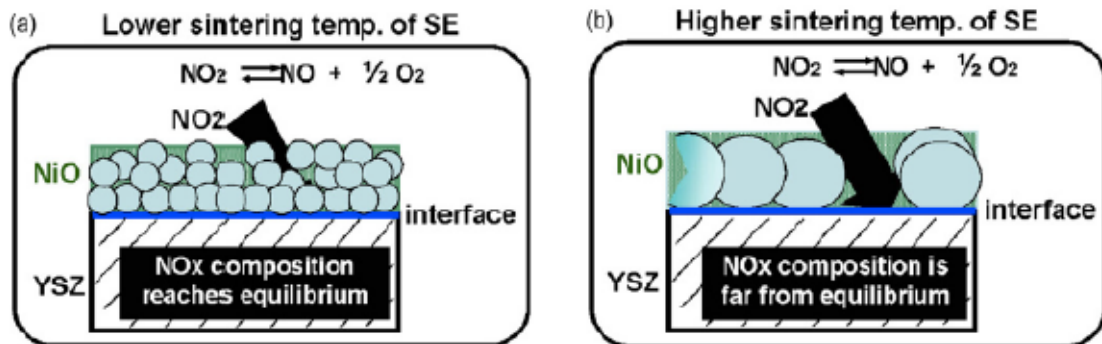 (a) Lower sintering temp. of SE
NO₂ ⇌ NO + ½ O₂
NO2
NiO
interface
YSZ
NOx composition
reaches equilibrium
(b) Higher sintering temp. of SE
NO₂ ⇌ NO + ½ O₂
NO2
NiO
interface
YSZ
NOx composition is
far from equilibrium